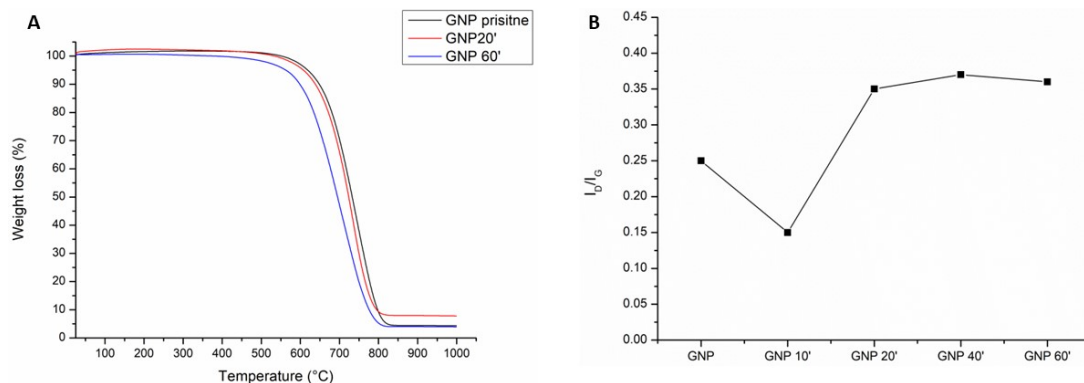 A
GNP prisitne
GNP20'
GNP 60'
Weight loss (%)
100
90
80
70
60
50
40
30
20
10
5
0
100 200 300 400 500 600 700 800 900 1000
Temperature (°C)
B
I_D/I_G
0.45
0.40
0.35
0.30
0.25
0.20
0.15
0.10
0.05
0.00
GNP GNP 10' GNP 20' GNP 40' GNP 60'